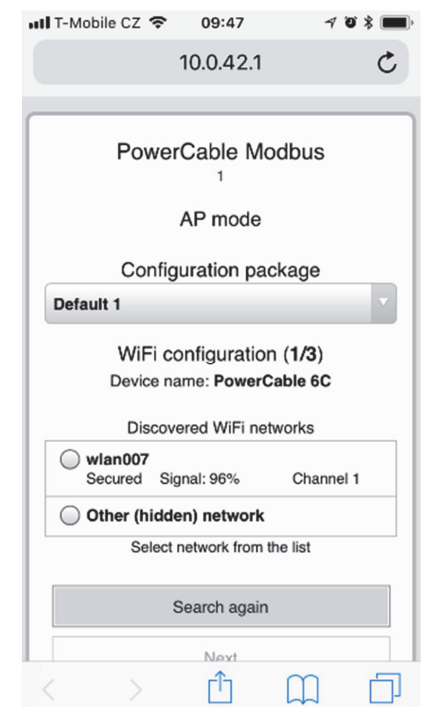 T-Mobile CZ 09:47
10.0.42.1
PowerCable Modbus
1
AP mode
Configuration package
Default 1
WiFi configuration (1/3)
Device name: PowerCable 6C
Discovered WiFi networks
wlan007
Secured Signal: 96% Channel 1
Other (hidden) network
Select network from the list
Search again
Next